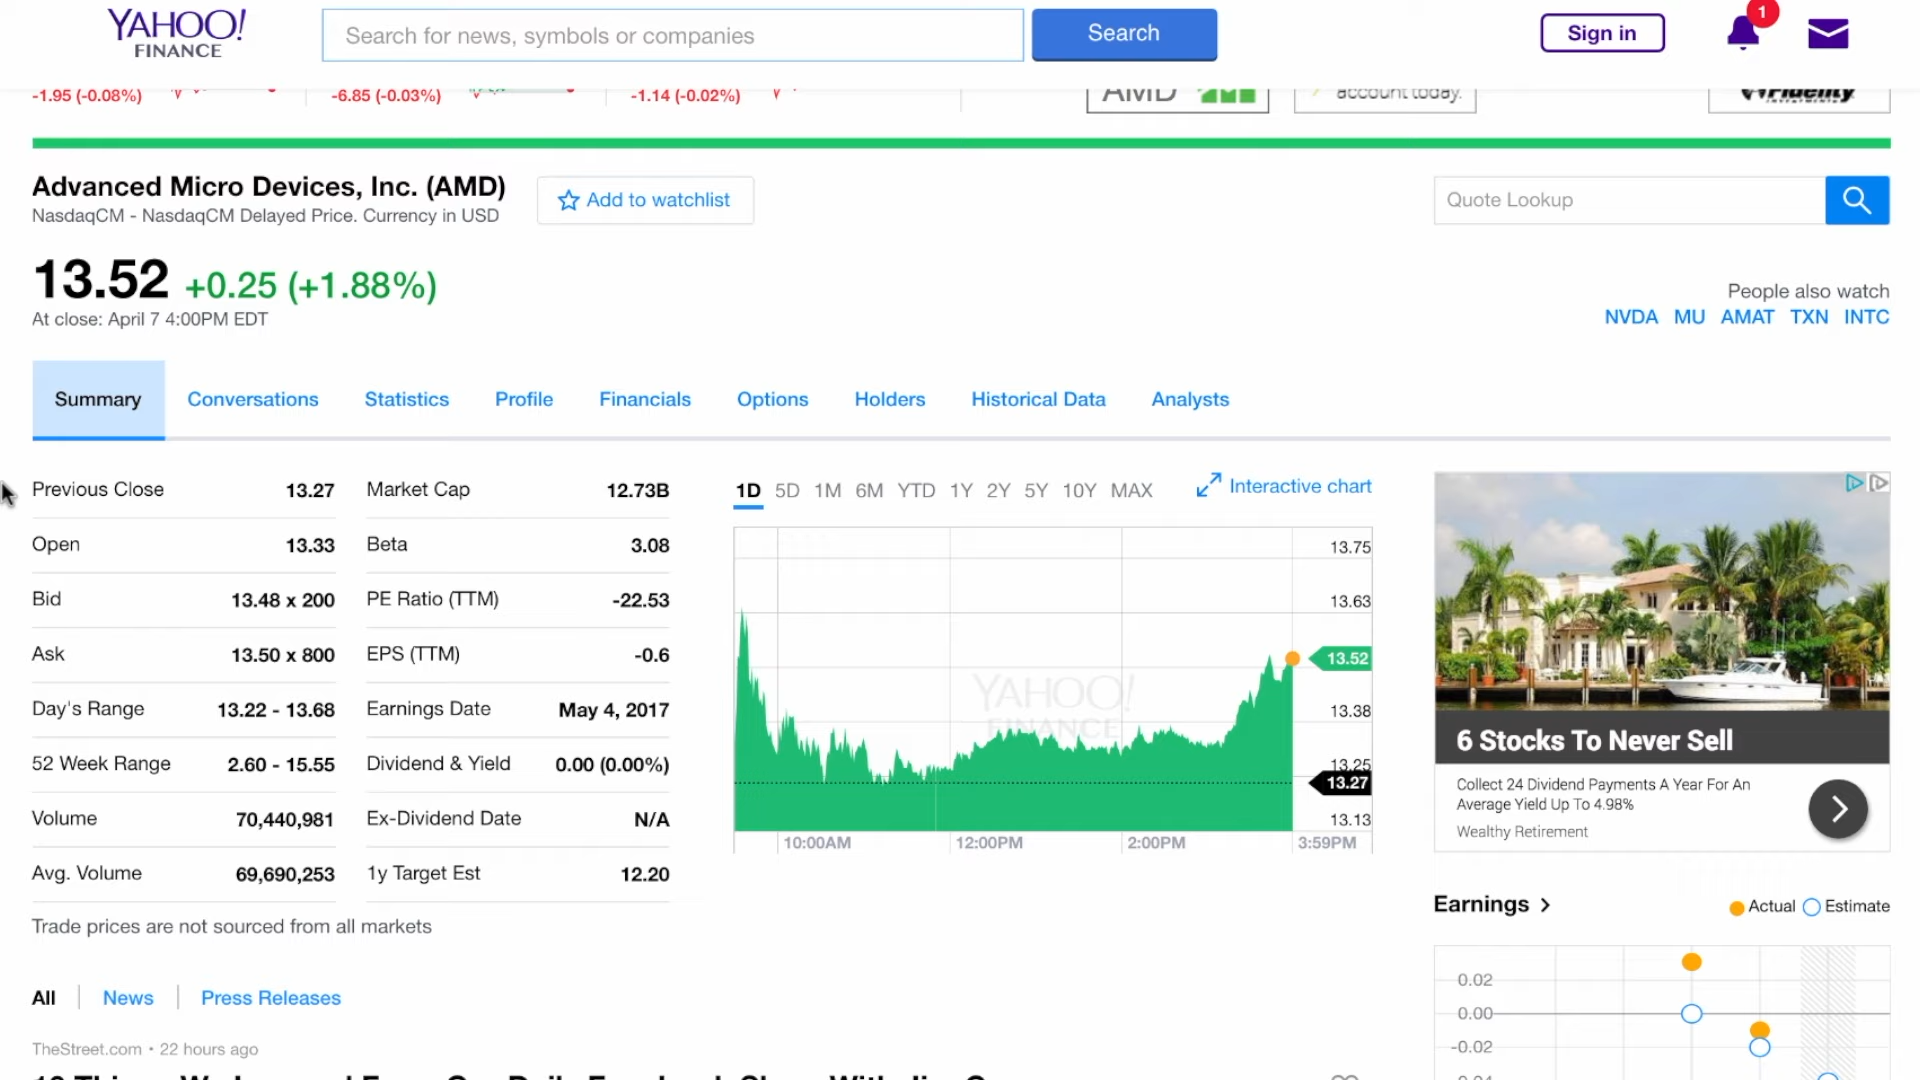 YAHOO!
FINANCE
Search for news, symbols or companies
Search
Sign in
1
-1.95 (-0.08%)
-6.85 (-0.03%)
-1.14 (-0.02%)
AMD
account today.
Fidelity
INVESTMENTS
Advanced Micro Devices, Inc. (AMD)
NasdaqCM - NasdaqCM Delayed Price. Currency in USD
Add to watchlist
Quote Lookup
13.52 +0.25 (+1.88%)
At close: April 7 4:00PM EDT
People also watch
NVDA MU AMAT TXN INTC
Summary Conversations Statistics Profile Financials Options Holders Historical Data Analysts
Previous Close 13.27
Open 13.33
Bid 13.48 x 200
Ask 13.50 x 800
Day's Range 13.22 - 13.68
52 Week Range 2.60 - 15.55
Volume 70,440,981
Avg. Volume 69,690,253
Market Cap 12.73B
Beta 3.08
PE Ratio (TTM) -22.53
EPS (TTM) -0.6
Earnings Date May 4, 2017
Dividend & Yield 0.00 (0.00%)
Ex-Dividend Date N/A
1y Target Est 12.20
Trade prices are not sourced from all markets
1D 5D 1M 6M YTD 1Y 2Y 5Y 10Y MAX
Interactive chart
13.75
13.63
13.52
13.38
13.25
13.27
13.13
YAHOO!
FINANCE
10:00AM 12:00PM 2:00PM 3:59PM
6 Stocks To Never Sell
Collect 24 Dividend Payments A Year For An
Average Yield Up To 4.98%
Wealthy Retirement
Earnings
Actual Estimate
0.02
0.00
-0.02
All News Press Releases
TheStreet.com • 22 hours ago